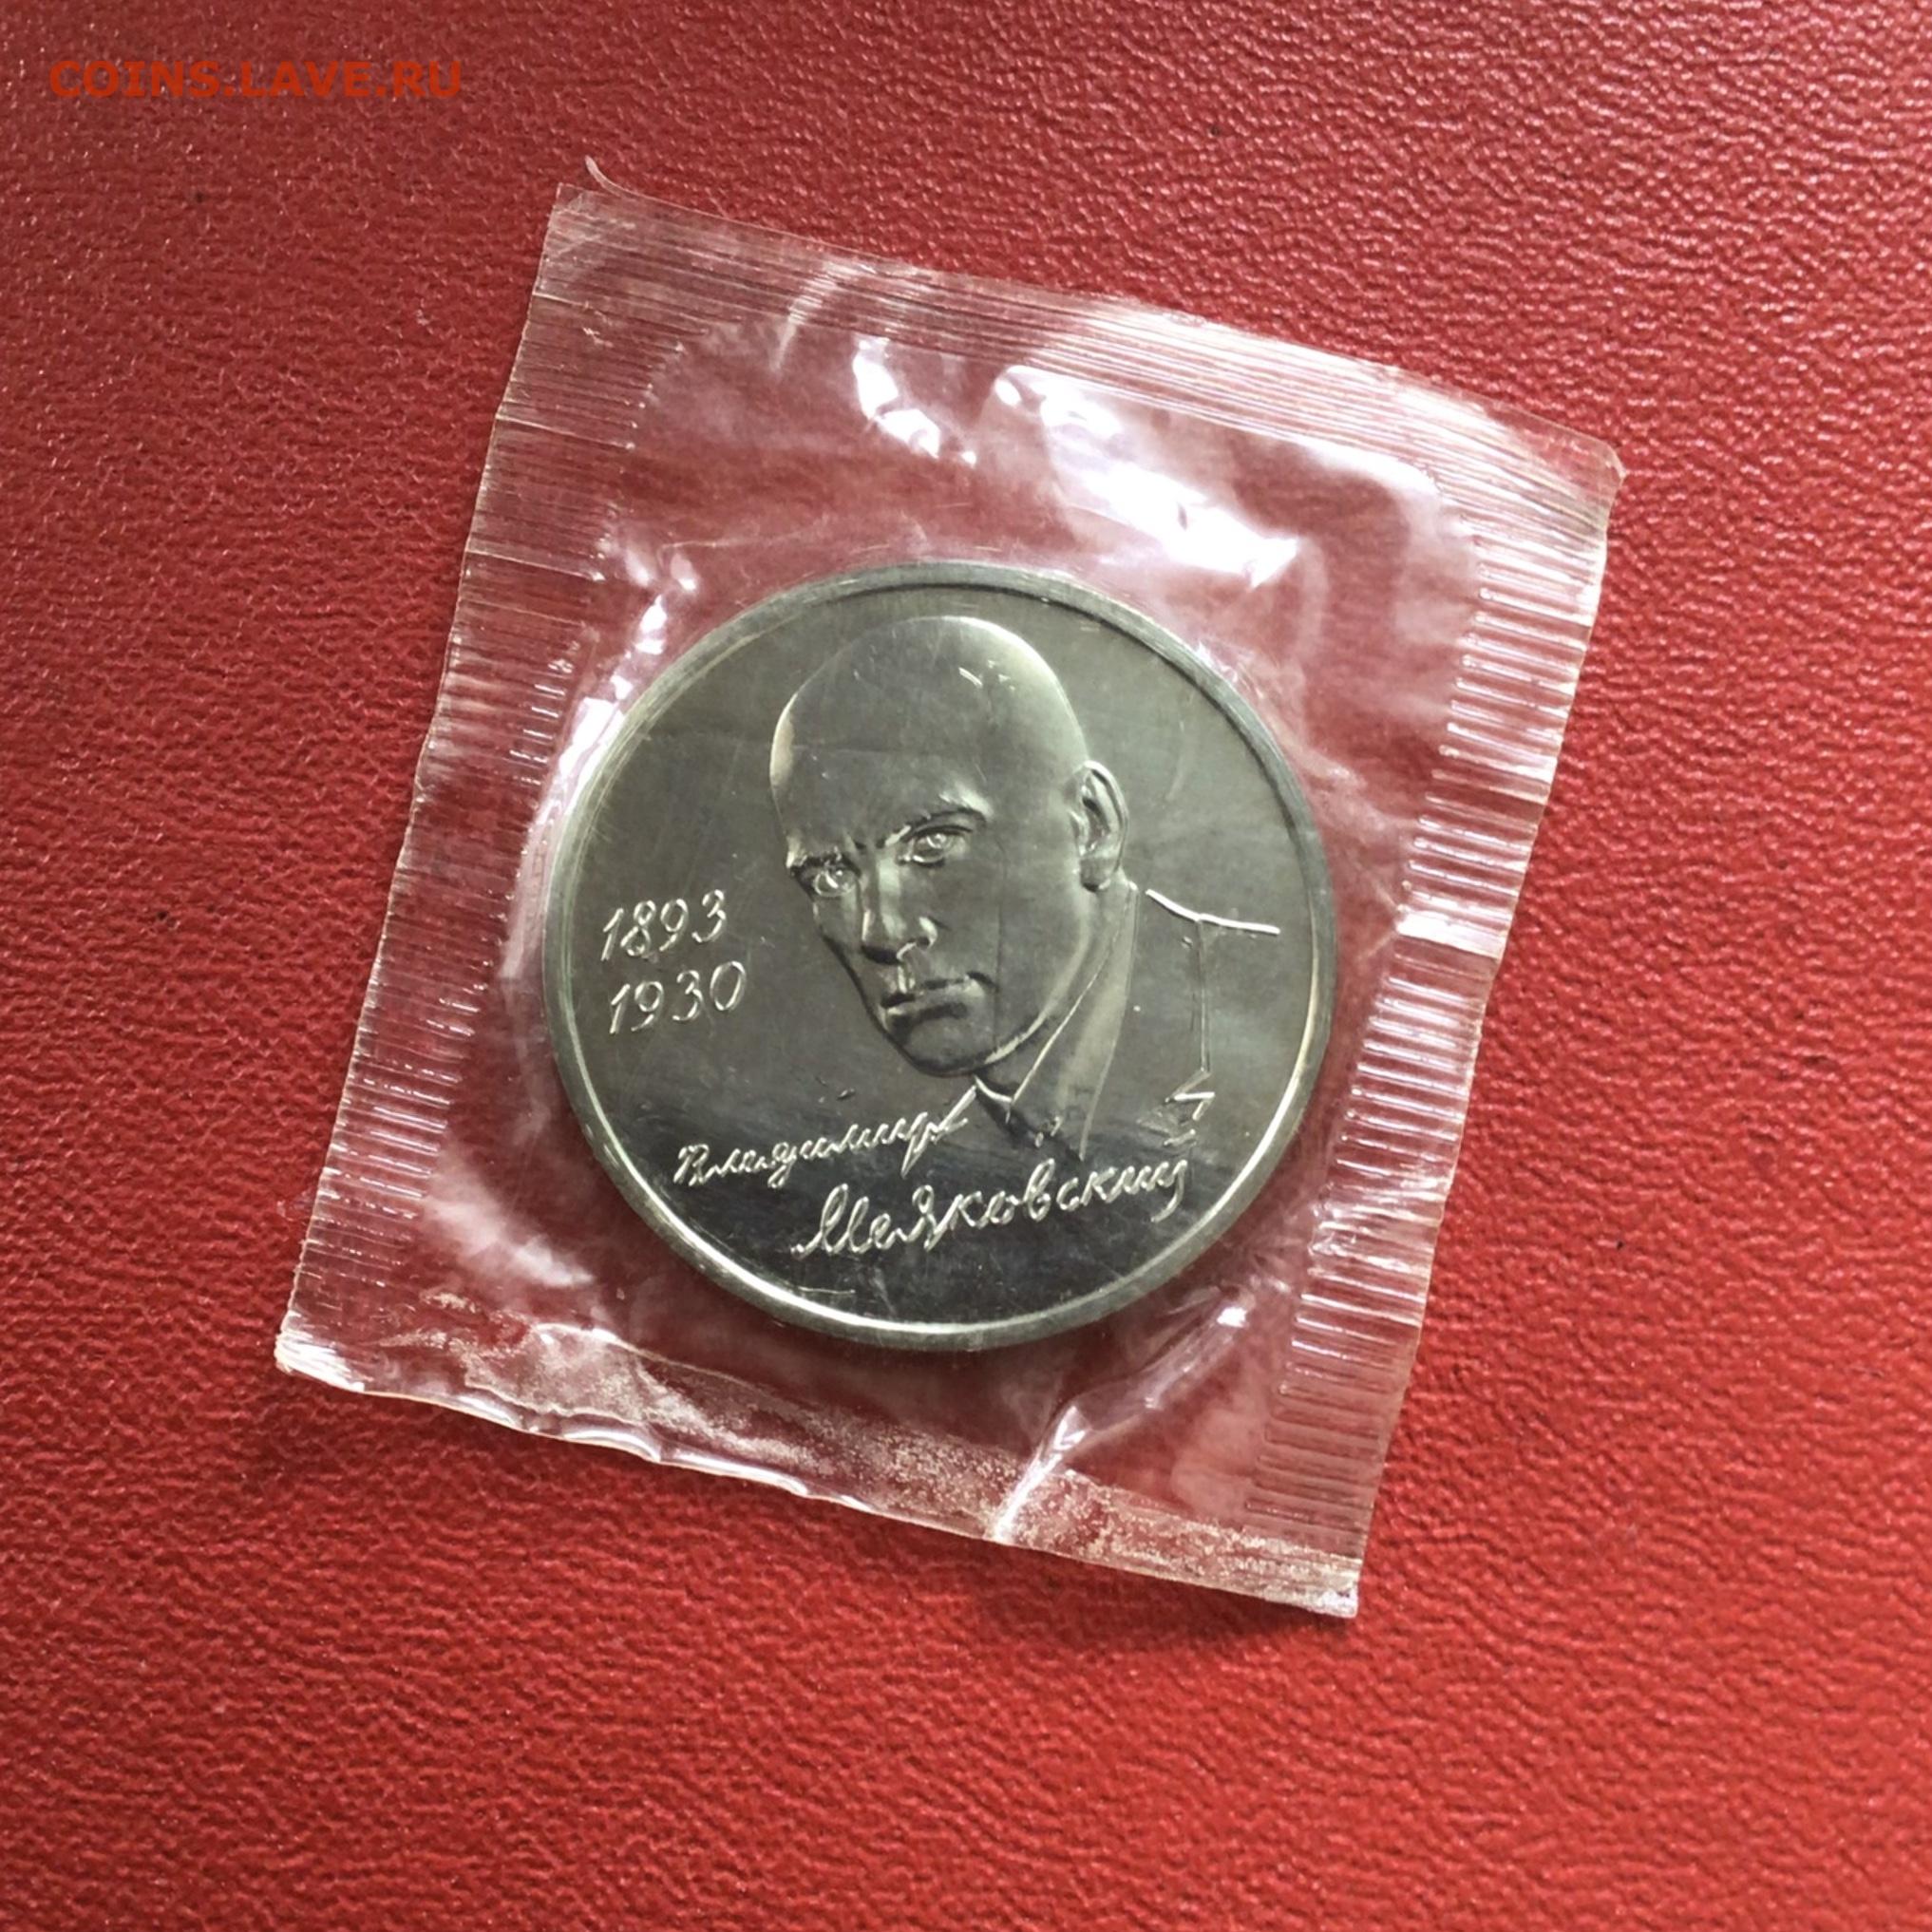 COINS.LAVE.RU
1893
1930
Владимир
Маяковский